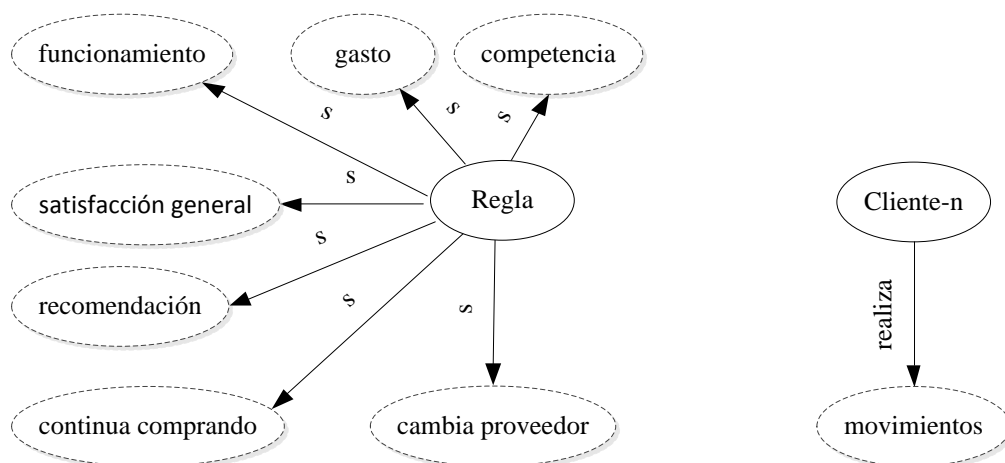 funcionamiento
gasto
competencia
s
s
s
s
satisfacción general
Regla
Cliente-n
s
recomendación
s
s
realiza
continua comprando
cambia proveedor
movimientos